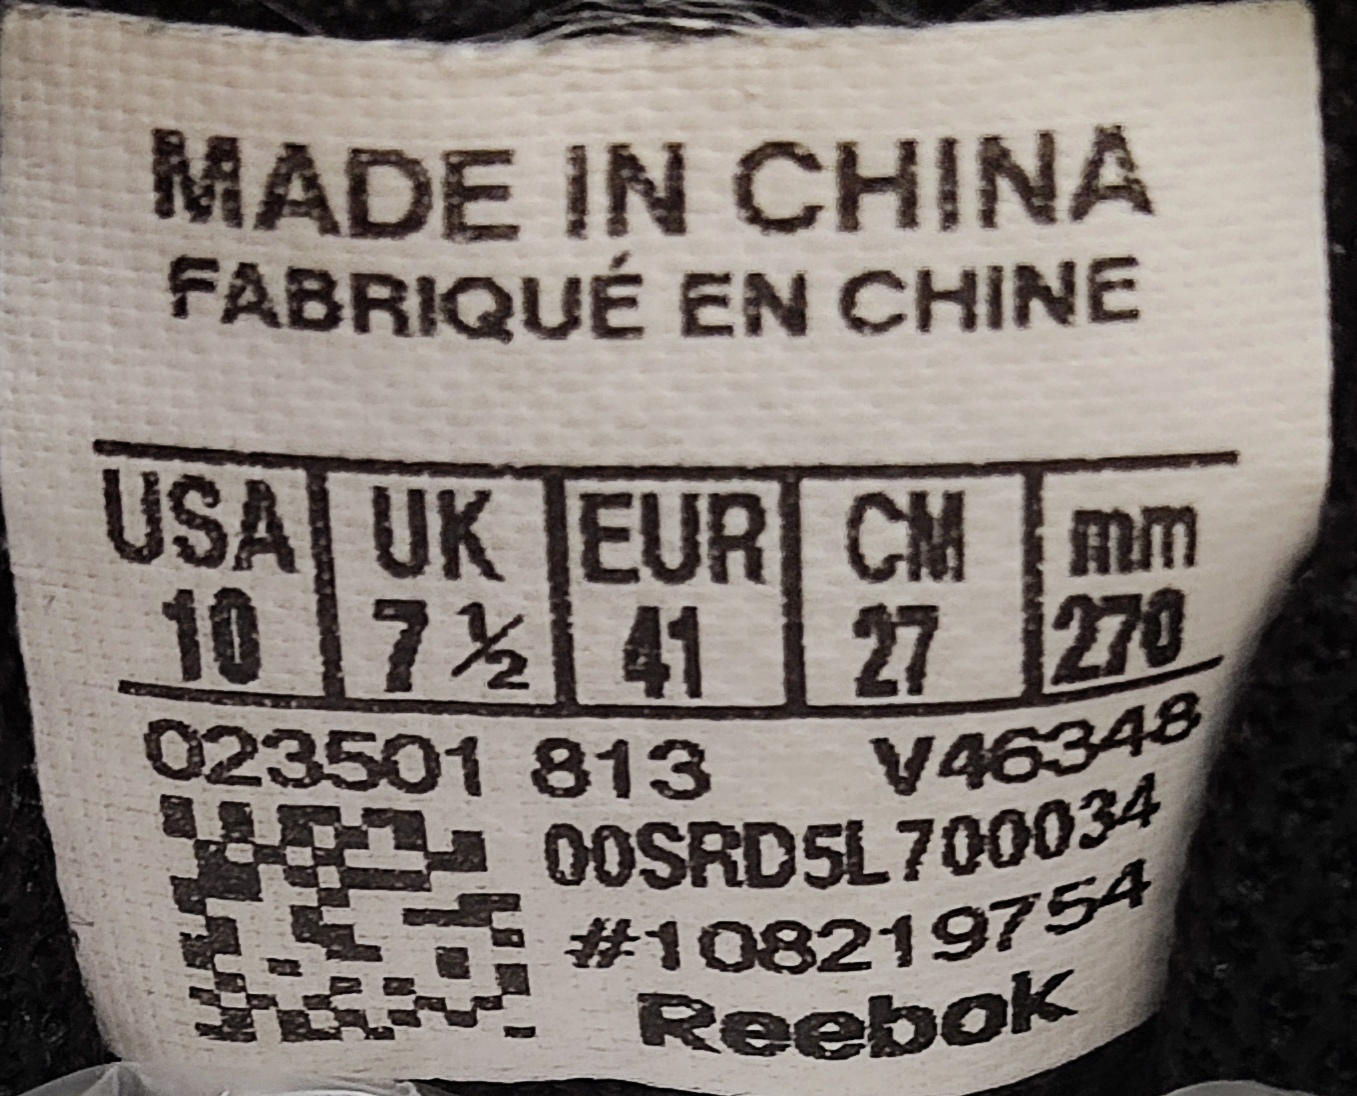 MADE IN CHINA
FABRIQUÉ EN CHINE
USA UK EUR CM mm
10 7 ½ 41 27 270
023501 813 V46348
00SRD5L700034
#108219754
Reebok